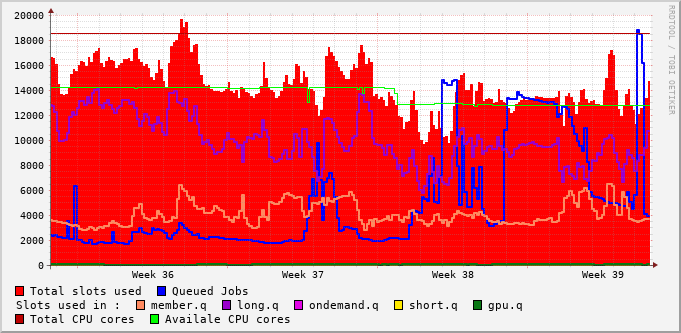 20000
18000
16000
14000
12000
10000
8000
6000
4000
2000
0
Week 36 Week 37 Week 38 Week 39
RRDTOOL / TOBI OETIKER
Total slots used Queued Jobs
Slots used in : member.q long.q ondemand.q short.q gpu.q
Total CPU cores Availale CPU cores